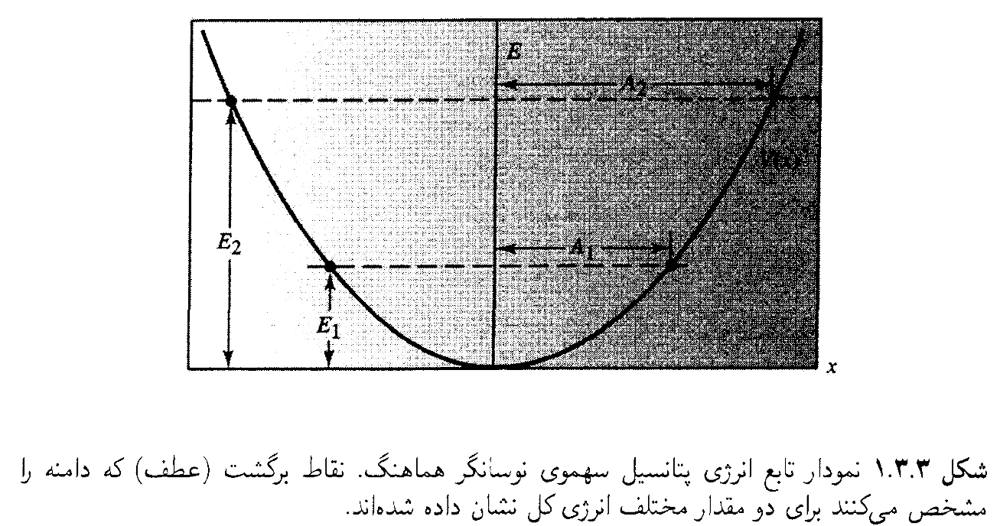 E
A₂
V(x)
E₂
A₁
E₁
x
شکل ۱.۳.۳ نمودار تابع انرژی پتانسیل سهموی نوسانگر هماهنگ. نقاط برگشت (عطف) که دامنه را
مشخص می‌کنند برای دو مقدار مختلف انرژی کل نشان داده شده‌اند.